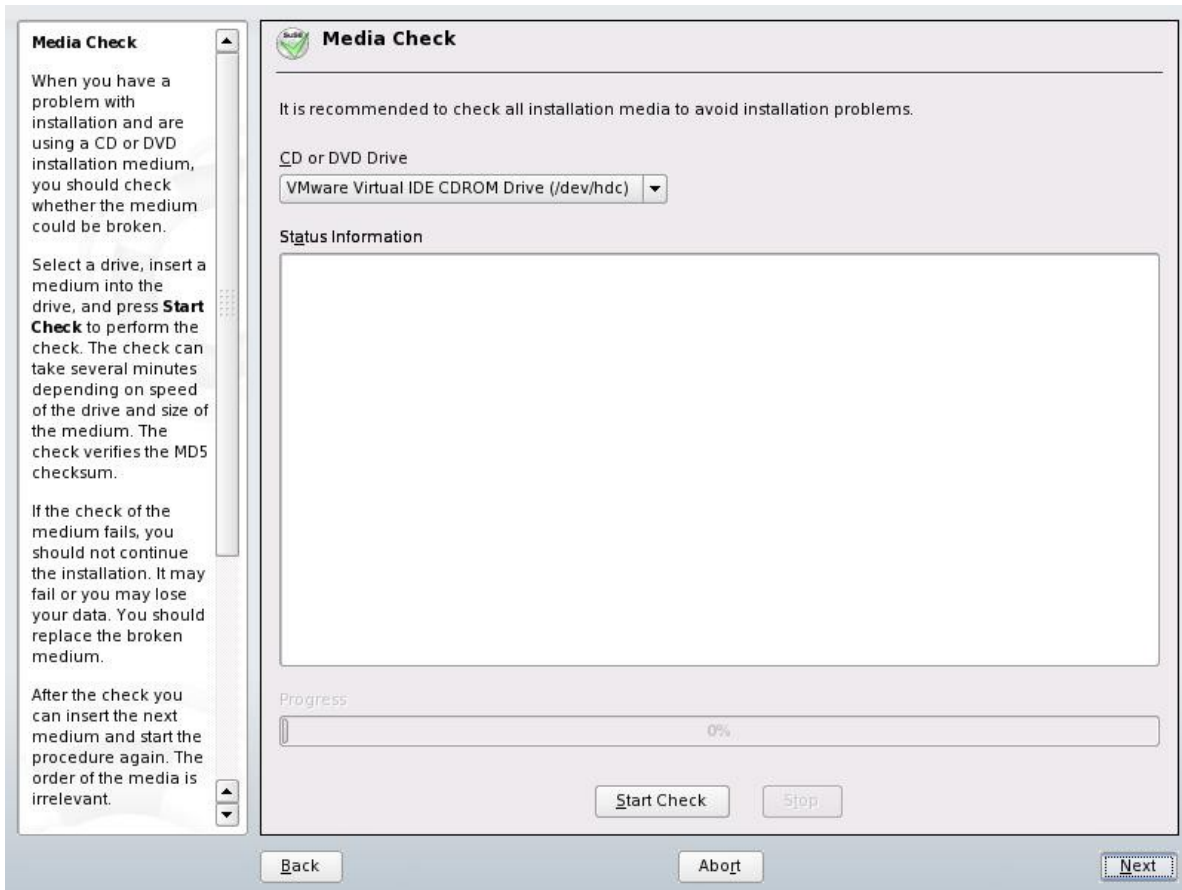 Media Check
When you have a
problem with
installation and are
using a CD or DVD
installation medium,
you should check
whether the medium
could be broken.
Select a drive, insert a
medium into the
drive, and press Start
Check to perform the
check. The check can
take several minutes
depending on speed
of the drive and size of
the medium. The
check verifies the MD5
checksum.
If the check of the
medium fails, you
should not continue
the installation. It may
fail or you may lose
your data. You should
replace the broken
medium.
After the check you
can insert the next
medium and start the
procedure again. The
order of the media is
irrelevant.
SUSE
Media Check
It is recommended to check all installation media to avoid installation problems.
CD or DVD Drive
VMware Virtual IDE CDROM Drive (/dev/hdc)
Status Information
Progress
0%
Start Check
Stop
Back
Abort
Next